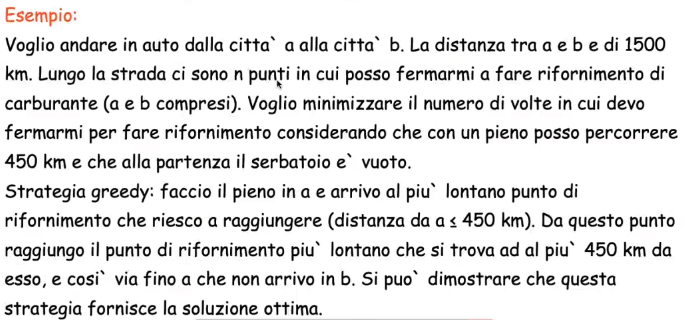 Esempio:
Voglio andare in auto dalla citta` a alla citta` b. La distanza tra a e b e di 1500
km. Lungo la strada ci sono n punti in cui posso fermarmi a fare rifornimento di
carburante (a e b compresi). Voglio minimizzare il numero di volte in cui devo
fermarmi per fare rifornimento considerando che con un pieno posso percorrere
450 km e che alla partenza il serbatoio e` vuoto.
Strategia greedy: faccio il pieno in a e arrivo al piu` lontano punto di
rifornimento che riesco a raggiungere (distanza da a ≤ 450 km). Da questo punto
raggiungo il punto di rifornimento piu` lontano che si trova ad al piu` 450 km da
esso, e cosi` via fino a che non arrivo in b. Si puo` dimostrare che questa
strategia fornisce la soluzione ottima.